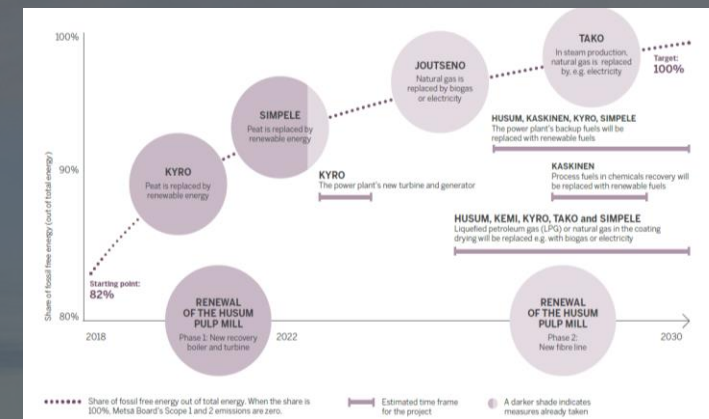 100%
TAKO
In steam production,
natural gas is replaced
by, e.g. electricity
Target:
100%
JOUTSENO
Natural gas is
replaced by biogas
or electricity
SIMPELE
Peat is replaced by
renewable energy
HUSUM, KASKINEN, KYRO, SIMPELE
The power plant's backup fuels will be
replaced with renewable fuels
90%
KYRO
Peat is replaced by
renewable energy
KYRO
The power plant's new turbine and generator
KASKINEN
Process fuels in chemicals recovery will
be replaced with renewable fuels
HUSUM, KEMI, KYRO, TAKO and SIMPELE
Liquefied petroleum gas (LPG) or natural gas in the coating
drying will be replaced e.g. with biogas or electricity
Share of fossil free energy (out of total energy)
Starting point:
82%
RENEWAL
OF THE HUSUM
PULP MILL
Phase 1: New recovery
boiler and turbine
RENEWAL
OF THE HUSUM
PULP MILL
Phase 2:
New fibre line
80%
2018
2022
2030
Share of fossil free energy out of total energy. When the share is
100%, Metsä Board's Scope 1 and 2 emissions are zero.
Estimated time frame
for the project
A darker shade indicates
measures already taken